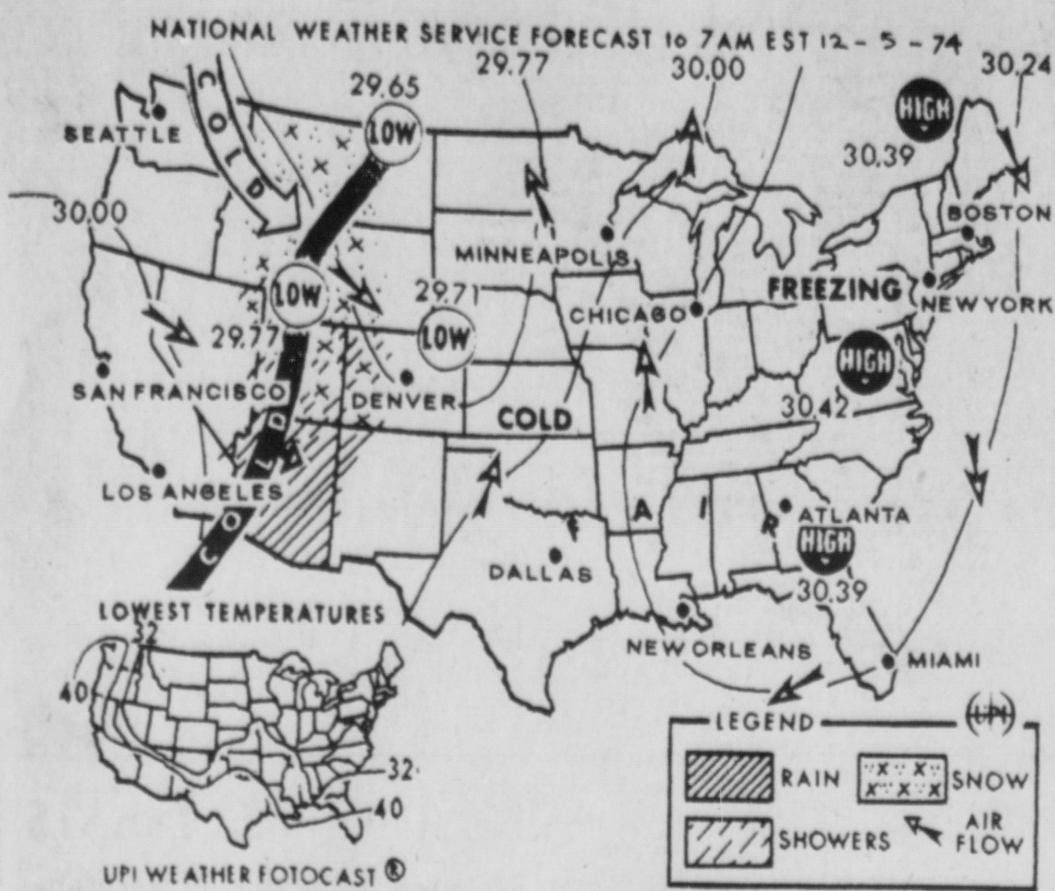 NATIONAL WEATHER SERVICE FORECAST to 7AM EST 12-5-74
29.65
29.77
30.00
30.24
COLD
LOW
HIGH
30.39
SEATTLE
30.00
BOSTON
MINNEAPOLIS
LOW
29.71
LOW
FREEZING
NEW YORK
CHICAGO
29.77
HIGH
SAN FRANCISCO
DENVER
30.42
COLD
COLD
LOS ANGELES
FAIR
ATLANTA
HIGH
DALLAS
30.39
LOWEST TEMPERATURES
NEW ORLEANS
MIAMI
32
40
32
40
LEGEND
UPI
RAIN
SNOW
SHOWERS
AIR
FLOW
UPI WEATHER FOTOCAST ®